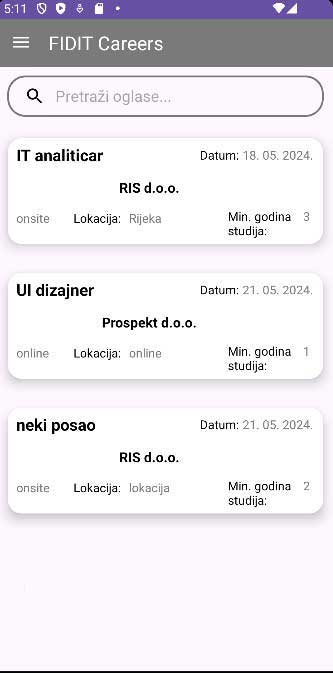 5:11
FIDIT Careers
Pretraži oglase...
IT analiticar Datum: 18. 05. 2024.
RIS d.o.o.
onsite Lokacija: Rijeka Min. godina 3
studija:
UI dizajner Datum: 21. 05. 2024.
Prospekt d.o.o.
online Lokacija: online Min. godina 1
studija:
neki posao Datum: 21. 05. 2024.
RIS d.o.o.
onsite Lokacija: lokacija Min. godina 2
studija: